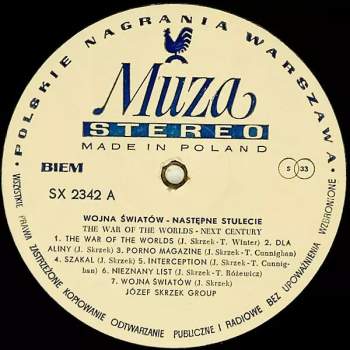 POLSKIE NAGRANIA WARSZAWA
Muza
STEREO
MADE IN POLAND
BIEM
S 33
SX 2342 A
WOJNA ŚWIATÓW - NASTĘPNE STULECIE
THE WAR OF THE WORLDS - NEXT CENTURY
1. THE WAR OF THE WORLDS (J. Skrzek - T. Winter) 2. DLA
ALINY (J. Skrzek) 3. PORNO MAGAZINE (J. Skrzek - T. Cunnighan)
4. SZAKAL (J. Skrzek) 5. INTERCEPTION (J. Skrzek - T. Cunnig-
han) 6. NIEZNANY LIST (J. Skrzek - T. Różewicz)
7. WOJNA ŚWIATÓW (J. Skrzek)
JÓZEF SKRZEK GROUP
WSZYSTKIE PRAWA ZASTRZEŻONE KOPIOWANIE ODTWARZANIE PUBLICZNE I RADIOWE BEZ UPOWAŻNIENIA WZBRONIONE